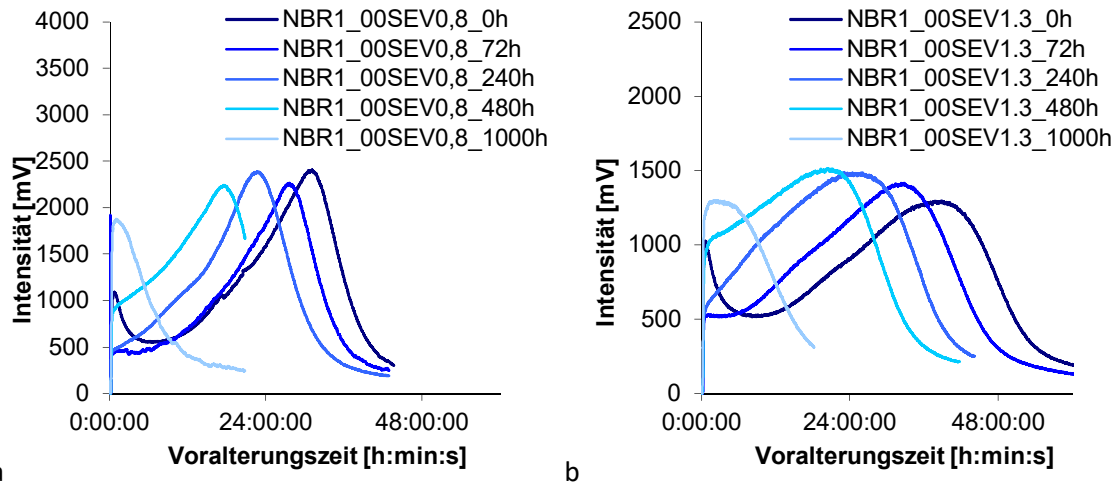 4000
3500
3000
2500
2000
1500
1000
500
0
Intensität [mV]
NBR1_00SEV0,8_0h
NBR1_00SEV0,8_72h
NBR1_00SEV0,8_240h
NBR1_00SEV0,8_480h
NBR1_00SEV0,8_1000h
0:00:00 24:00:00 48:00:00
Voralterungszeit [h:min:s]
2500
2000
1500
1000
500
0
Intensität [mV]
NBR1_00SEV1.3_0h
NBR1_00SEV1.3_72h
NBR1_00SEV1.3_240h
NBR1_00SEV1.3_480h
NBR1_00SEV1.3_1000h
0:00:00 24:00:00 48:00:00
Voralterungszeit [h:min:s]
b